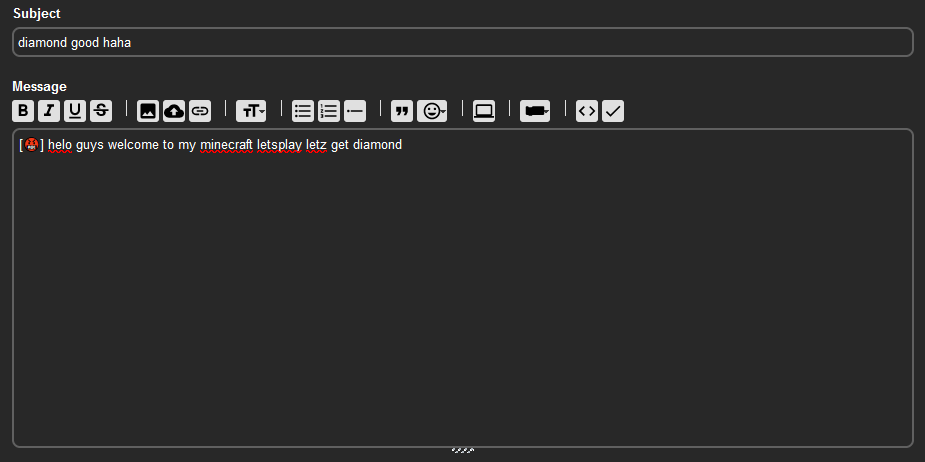 Subject
diamond good haha
Message
[🤬] helo guys welcome to my minecraft letsplay letz get diamond